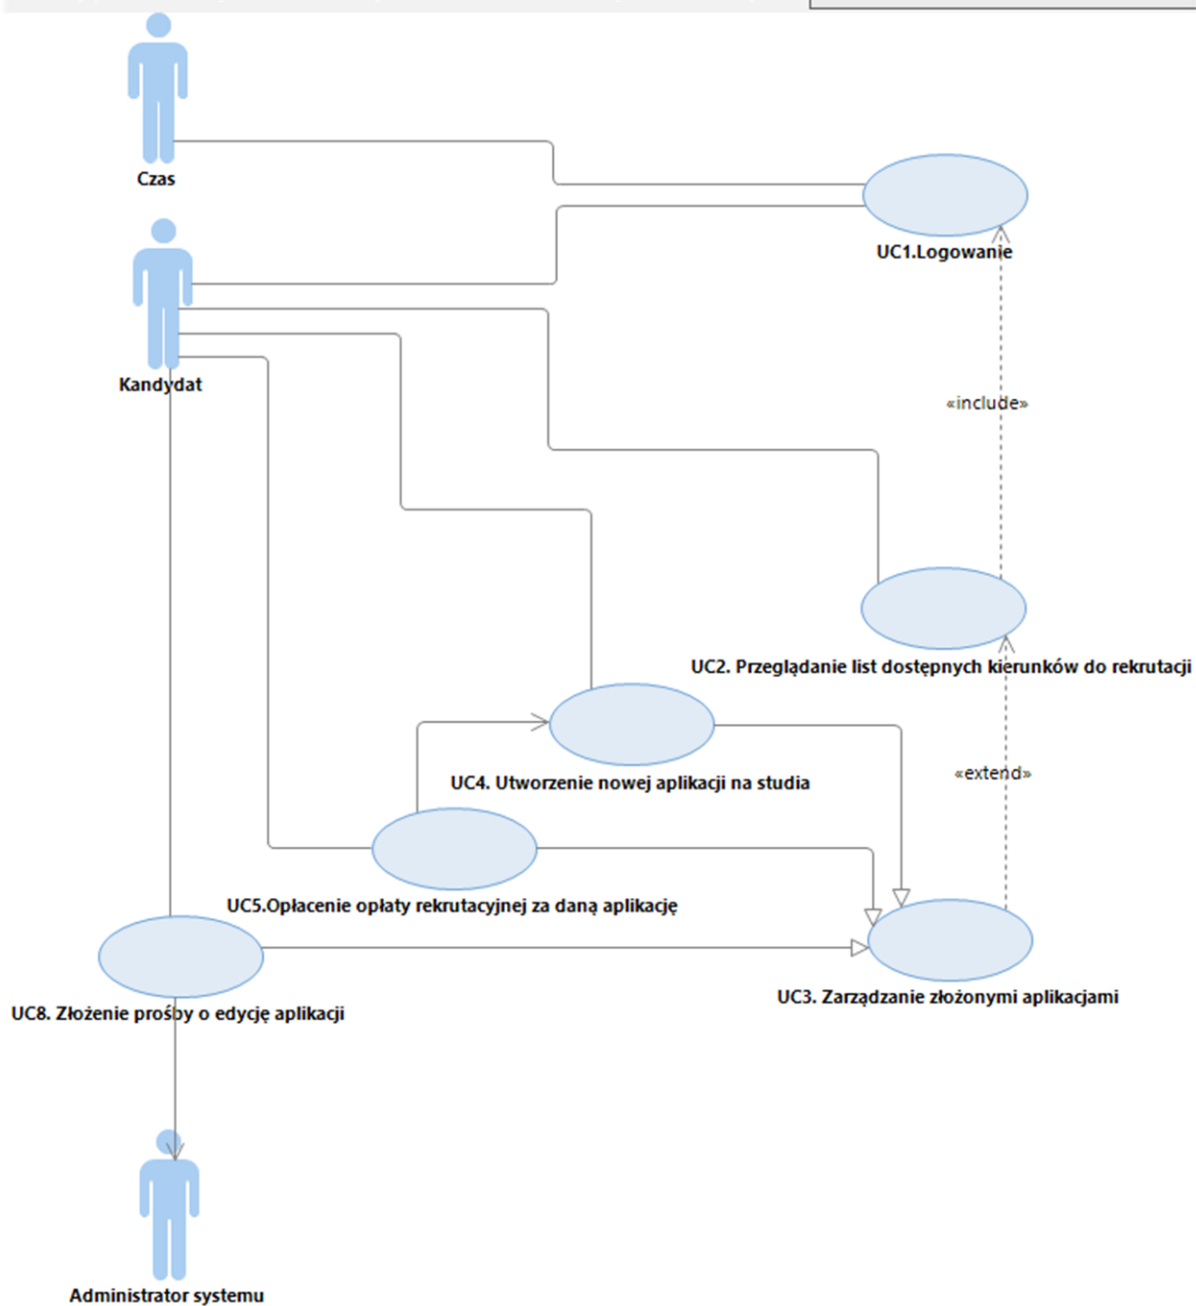 Czas
UC1.Logowanie
Kandydat
«include»
UC2. Przeglądanie list dostępnych kierunków do rekrutacji
«extend»
UC4. Utworzenie nowej aplikacji na studia
UC5.Opłacenie opłaty rekrutacyjnej za daną aplikację
UC3. Zarządzanie złożonymi aplikacjami
UC8. Złożenie prośby o edycję aplikacji
Administrator systemu